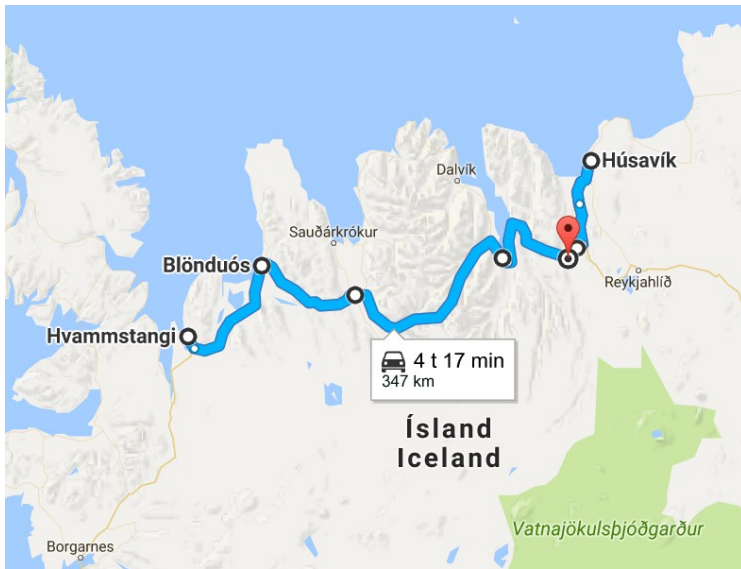 Húsavík
Dalvík
Sauðárkrókur
Blönduós
Reykjahlíð
Hvammstangi
4 t 17 min
347 km
Ísland
Iceland
Vatnajökulsþjóðgarður
Borgarnes